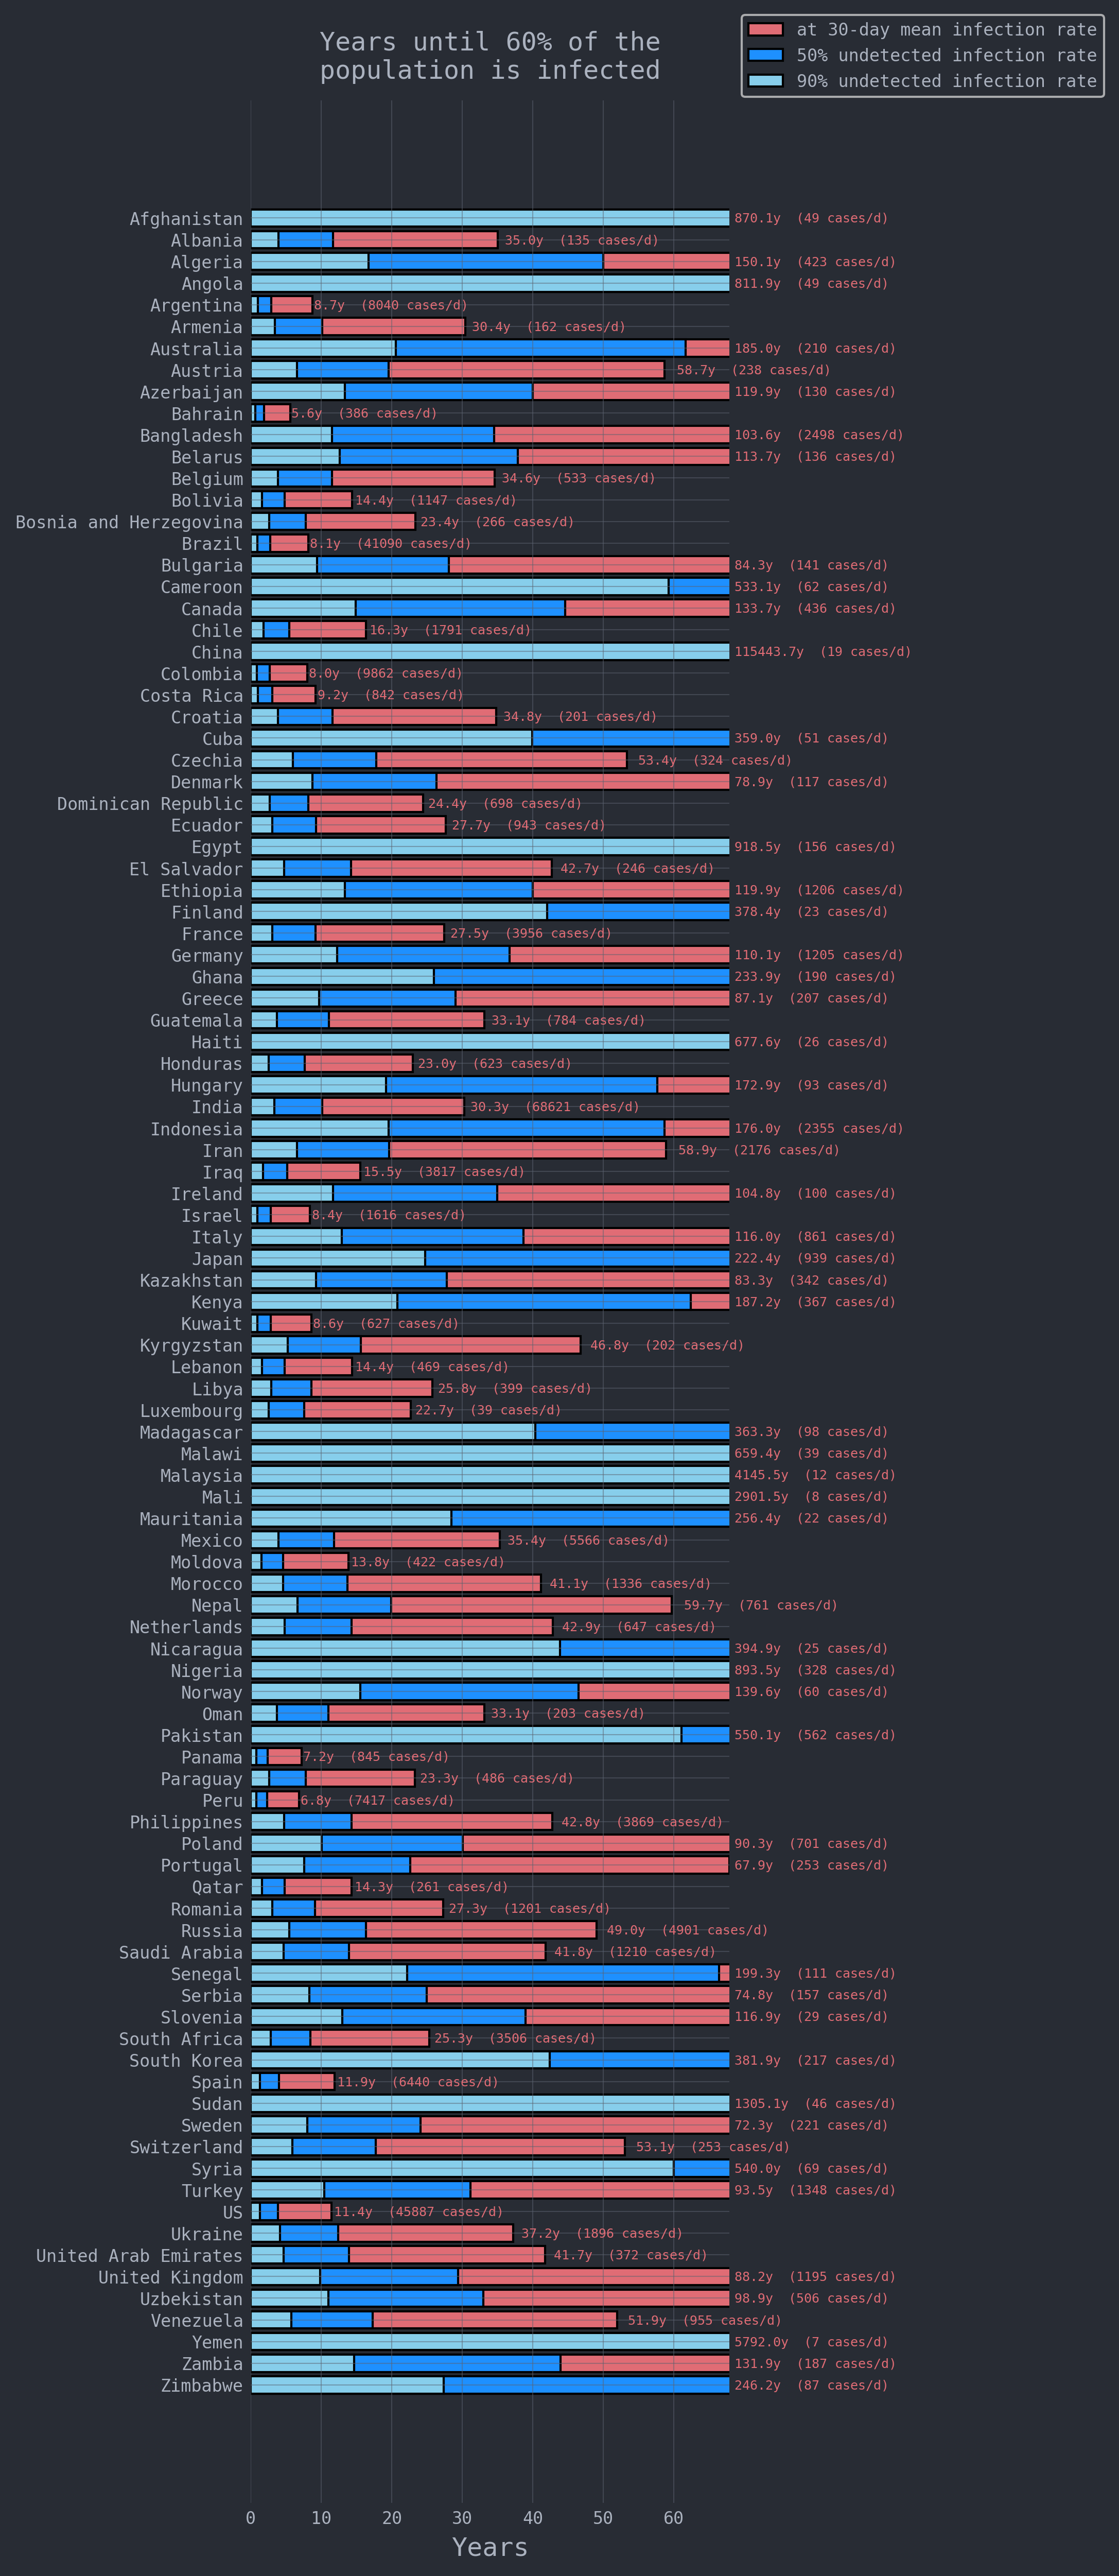 Years until 60% of the
population is infected
at 30-day mean infection rate
50% undetected infection rate
90% undetected infection rate
Afghanistan 870.1y (49 cases/d)
Albania 35.0y (135 cases/d)
Algeria 150.1y (423 cases/d)
Angola 811.9y (49 cases/d)
Argentina 8.7y (8040 cases/d)
Armenia 30.4y (162 cases/d)
Australia 185.0y (210 cases/d)
Austria 58.7y (238 cases/d)
Azerbaijan 119.9y (130 cases/d)
Bahrain 5.6y (386 cases/d)
Bangladesh 103.6y (2498 cases/d)
Belarus 113.7y (136 cases/d)
Belgium 34.6y (533 cases/d)
Bolivia 14.4y (1147 cases/d)
Bosnia and Herzegovina 23.4y (266 cases/d)
Brazil 8.1y (41090 cases/d)
Bulgaria 84.3y (141 cases/d)
Cameroon 533.1y (62 cases/d)
Canada 133.7y (436 cases/d)
Chile 16.3y (1791 cases/d)
China 115443.7y (19 cases/d)
Colombia 8.0y (9862 cases/d)
Costa Rica 9.2y (842 cases/d)
Croatia 34.8y (201 cases/d)
Cuba 359.0y (51 cases/d)
Czechia 53.4y (324 cases/d)
Denmark 78.9y (117 cases/d)
Dominican Republic 24.4y (698 cases/d)
Ecuador 27.7y (943 cases/d)
Egypt 918.5y (156 cases/d)
El Salvador 42.7y (246 cases/d)
Ethiopia 119.9y (1206 cases/d)
Finland 378.4y (23 cases/d)
France 27.5y (3956 cases/d)
Germany 110.1y (1205 cases/d)
Ghana 233.9y (190 cases/d)
Greece 87.1y (207 cases/d)
Guatemala 33.1y (784 cases/d)
Haiti 677.6y (26 cases/d)
Honduras 23.0y (623 cases/d)
Hungary 172.9y (93 cases/d)
India 30.3y (68621 cases/d)
Indonesia 176.0y (2355 cases/d)
Iran 58.9y (2176 cases/d)
Iraq 15.5y (3817 cases/d)
Ireland 104.8y (100 cases/d)
Israel 8.4y (1616 cases/d)
Italy 116.0y (861 cases/d)
Japan 222.4y (939 cases/d)
Kazakhstan 83.3y (342 cases/d)
Kenya 187.2y (367 cases/d)
Kuwait 8.6y (627 cases/d)
Kyrgyzstan 46.8y (202 cases/d)
Lebanon 14.4y (469 cases/d)
Libya 25.8y (399 cases/d)
Luxembourg 22.7y (39 cases/d)
Madagascar 363.3y (98 cases/d)
Malawi 659.4y (39 cases/d)
Malaysia 4145.5y (12 cases/d)
Mali 2901.5y (8 cases/d)
Mauritania 256.4y (22 cases/d)
Mexico 35.4y (5566 cases/d)
Moldova 13.8y (422 cases/d)
Morocco 41.1y (1336 cases/d)
Nepal 59.7y (761 cases/d)
Netherlands 42.9y (647 cases/d)
Nicaragua 394.9y (25 cases/d)
Nigeria 893.5y (328 cases/d)
Norway 139.6y (60 cases/d)
Oman 33.1y (203 cases/d)
Pakistan 550.1y (562 cases/d)
Panama 7.2y (845 cases/d)
Paraguay 23.3y (486 cases/d)
Peru 6.8y (7417 cases/d)
Philippines 42.8y (3869 cases/d)
Poland 90.3y (701 cases/d)
Portugal 67.9y (253 cases/d)
Qatar 14.3y (261 cases/d)
Romania 27.3y (1201 cases/d)
Russia 49.0y (4901 cases/d)
Saudi Arabia 41.8y (1210 cases/d)
Senegal 199.3y (111 cases/d)
Serbia 74.8y (157 cases/d)
Slovenia 116.9y (29 cases/d)
South Africa 25.3y (3506 cases/d)
South Korea 381.9y (217 cases/d)
Spain 11.9y (6440 cases/d)
Sudan 1305.1y (46 cases/d)
Sweden 72.3y (221 cases/d)
Switzerland 53.1y (253 cases/d)
Syria 540.0y (69 cases/d)
Turkey 93.5y (1348 cases/d)
US 11.4y (45887 cases/d)
Ukraine 37.2y (1896 cases/d)
United Arab Emirates 41.7y (372 cases/d)
United Kingdom 88.2y (1195 cases/d)
Uzbekistan 98.9y (506 cases/d)
Venezuela 51.9y (955 cases/d)
Yemen 5792.0y (7 cases/d)
Zambia 131.9y (187 cases/d)
Zimbabwe 246.2y (87 cases/d)
0 10 20 30 40 50 60
Years